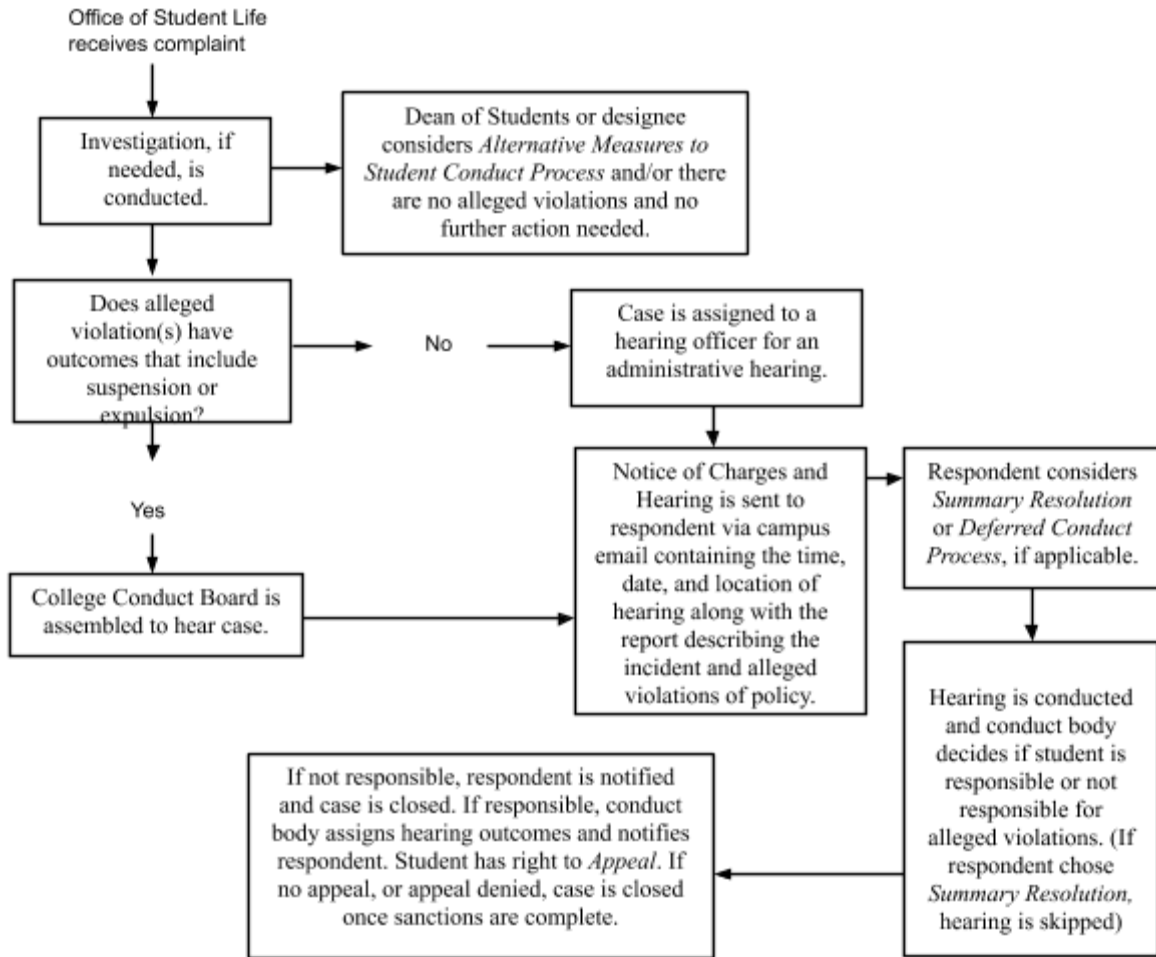 Office of Student Life
receives complaint
Investigation, if
needed, is
conducted.
Dean of Students or designee
considers Alternative Measures to
Student Conduct Process and/or there
are no alleged violations and no
further action needed.
Does alleged
violation(s) have
outcomes that include
suspension or
expulsion?
No
Case is assigned to a
hearing officer for an
administrative hearing.
Yes
College Conduct Board is
assembled to hear case.
Notice of Charges and
Hearing is sent to
respondent via campus
email containing the time,
date, and location of
hearing along with the
report describing the
incident and alleged
violations of policy.
Respondent considers
Summary Resolution
or Deferred Conduct
Process, if applicable.
Hearing is conducted
and conduct body
decides if student is
responsible or not
responsible for
alleged violations. (If
respondent chose
Summary Resolution,
hearing is skipped)
If not responsible, respondent is notified
and case is closed. If responsible, conduct
body assigns hearing outcomes and notifies
respondent. Student has right to Appeal. If
no appeal, or appeal denied, case is closed
once sanctions are complete.